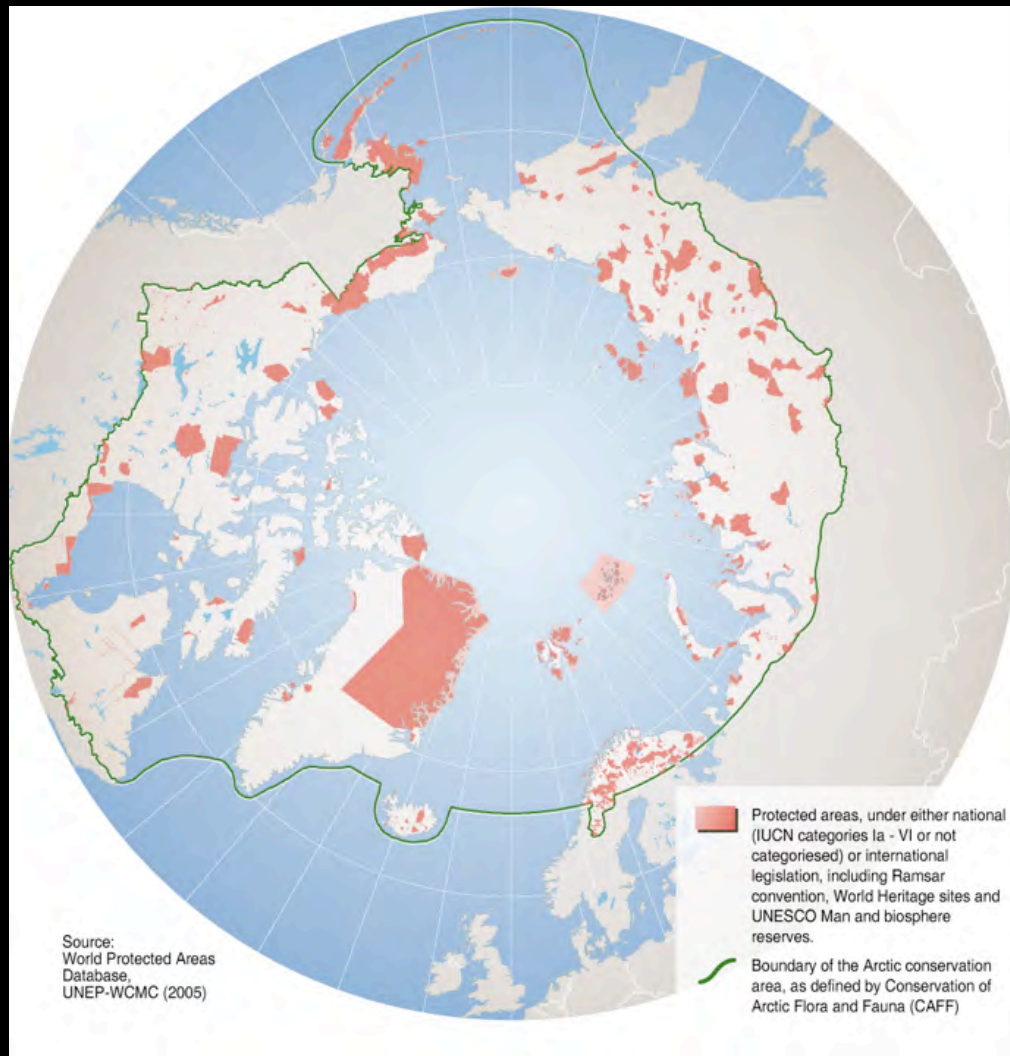 Protected areas, under either national
(IUCN categories Ia - VI or not
categoriesed) or international
legislation, including Ramsar
convention, World Heritage sites and
UNESCO Man and biosphere
reserves.
Boundary of the Arctic conservation
area, as defined by Conservation of
Arctic Flora and Fauna (CAFF)
Source:
World Protected Areas
Database,
UNEP-WCMC (2005)